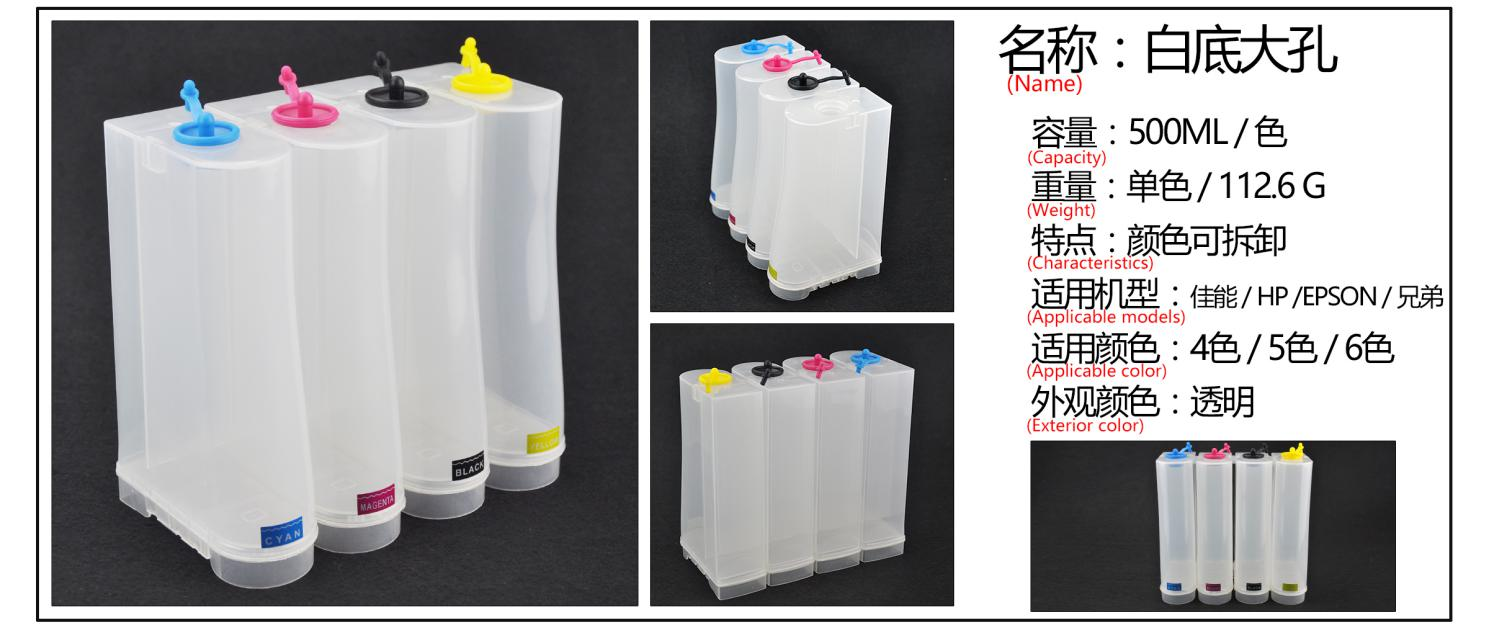 名称：白底大孔
(Name)
容量：500ML / 色
(Capacity)
重量：单色 / 112.6 G
(Weight)
特点：颜色可拆卸
(Characteristics)
适用机型：佳能 / HP /EPSON / 兄弟
(Applicable models)
适用颜色：4色 / 5色 / 6色
(Applicable color)
外观颜色：透明
(Exterior color)
CYAN
MAGENTA
BLACK
YELLOW